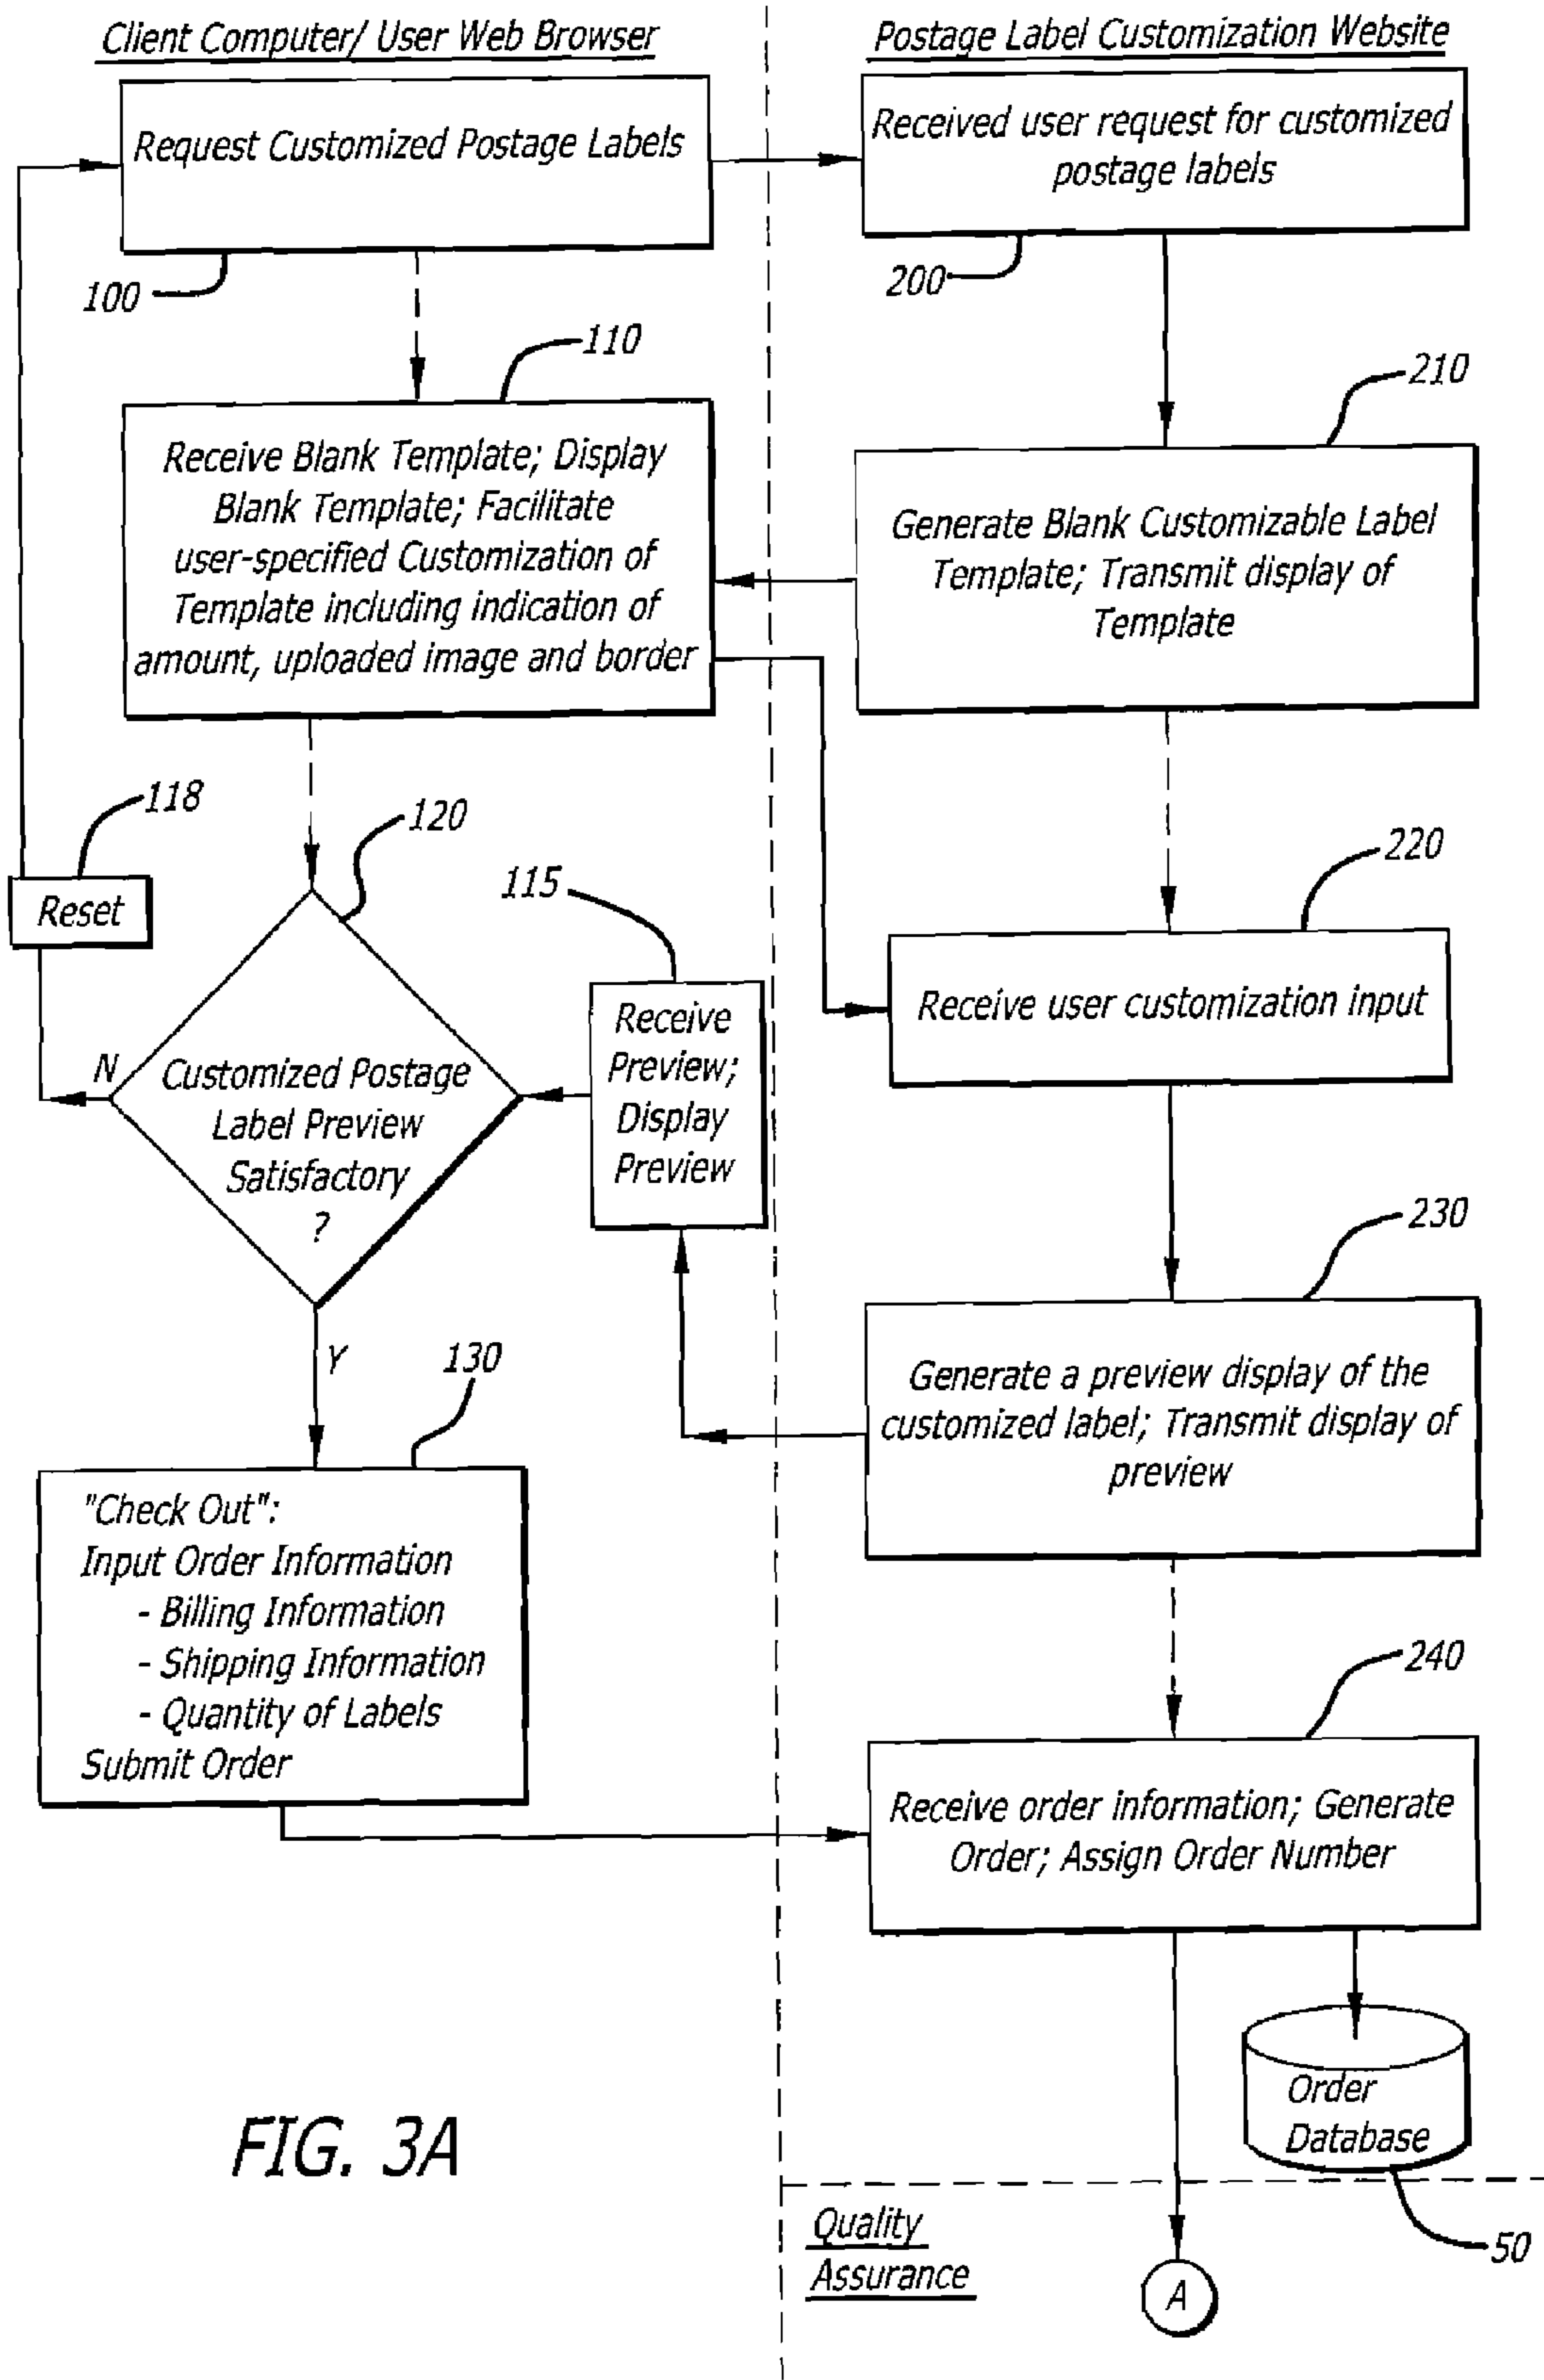 Client Computer/ User Web Browser
Postage Label Customization Website
Request Customized Postage Labels
100
Received user request for customized
postage labels
200
110
Receive Blank Template; Display
Blank Template; Facilitate
user-specified Customization of
Template including indication of
amount, uploaded image and border
210
Generate Blank Customizable Label
Template; Transmit display of
Template
118
Reset
120
115
Receive
Preview;
Display
Preview
220
Receive user customization input
N
Customized Postage
Label Preview
Satisfactory
?
Y
230
Generate a preview display of the
customized label; Transmit display of
preview
130
"Check Out":
Input Order Information
- Billing Information
- Shipping Information
- Quantity of Labels
Submit Order
240
Receive order information; Generate
Order; Assign Order Number
Order
Database
50
FIG. 3A
Quality
Assurance
A